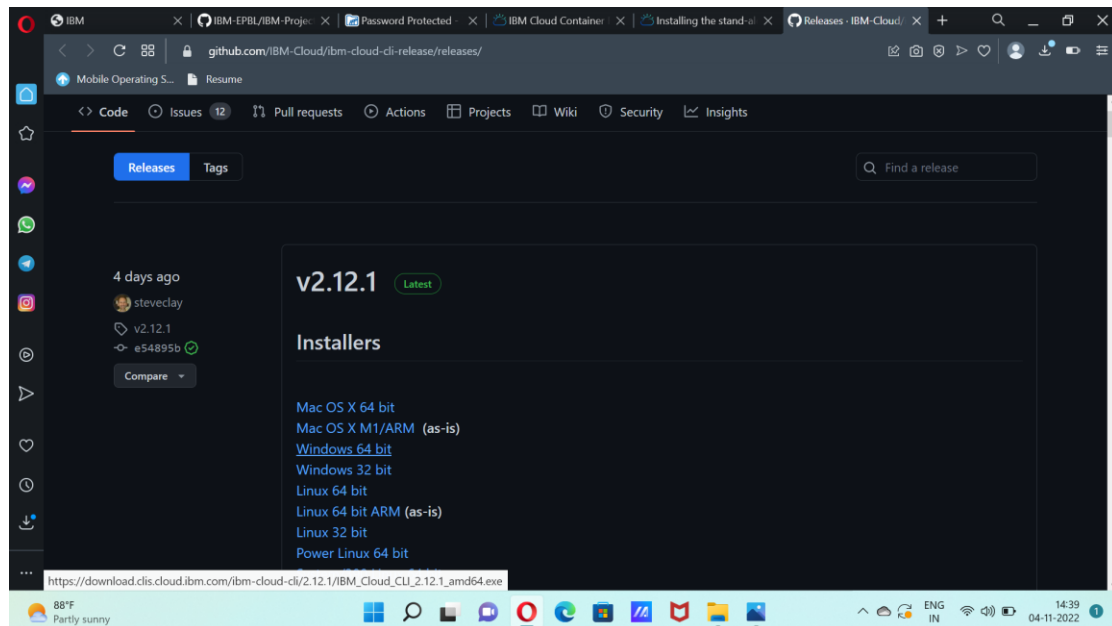 IBM
IBM-EPBL/IBM-Projec
Password Protected -
IBM Cloud Container
Installing the stand-al
Releases · IBM-Cloud/
github.com/IBM-Cloud/ibm-cloud-cli-release/releases/
Mobile Operating S...
Resume
Code
Issues 12
Pull requests
Actions
Projects
Wiki
Security
Insights
Releases
Tags
Find a release
4 days ago
steveclay
v2.12.1
e54895b
Compare
v2.12.1 Latest
Installers
Mac OS X 64 bit
Mac OS X M1/ARM (as-is)
Windows 64 bit
Windows 32 bit
Linux 64 bit
Linux 64 bit ARM (as-is)
Linux 32 bit
Power Linux 64 bit
https://download.clis.cloud.ibm.com/ibm-cloud-cli/2.12.1/IBM_Cloud_CLI_2.12.1_amd64.exe
88°F
Partly sunny
ENG
IN
14:39
04-11-2022
1